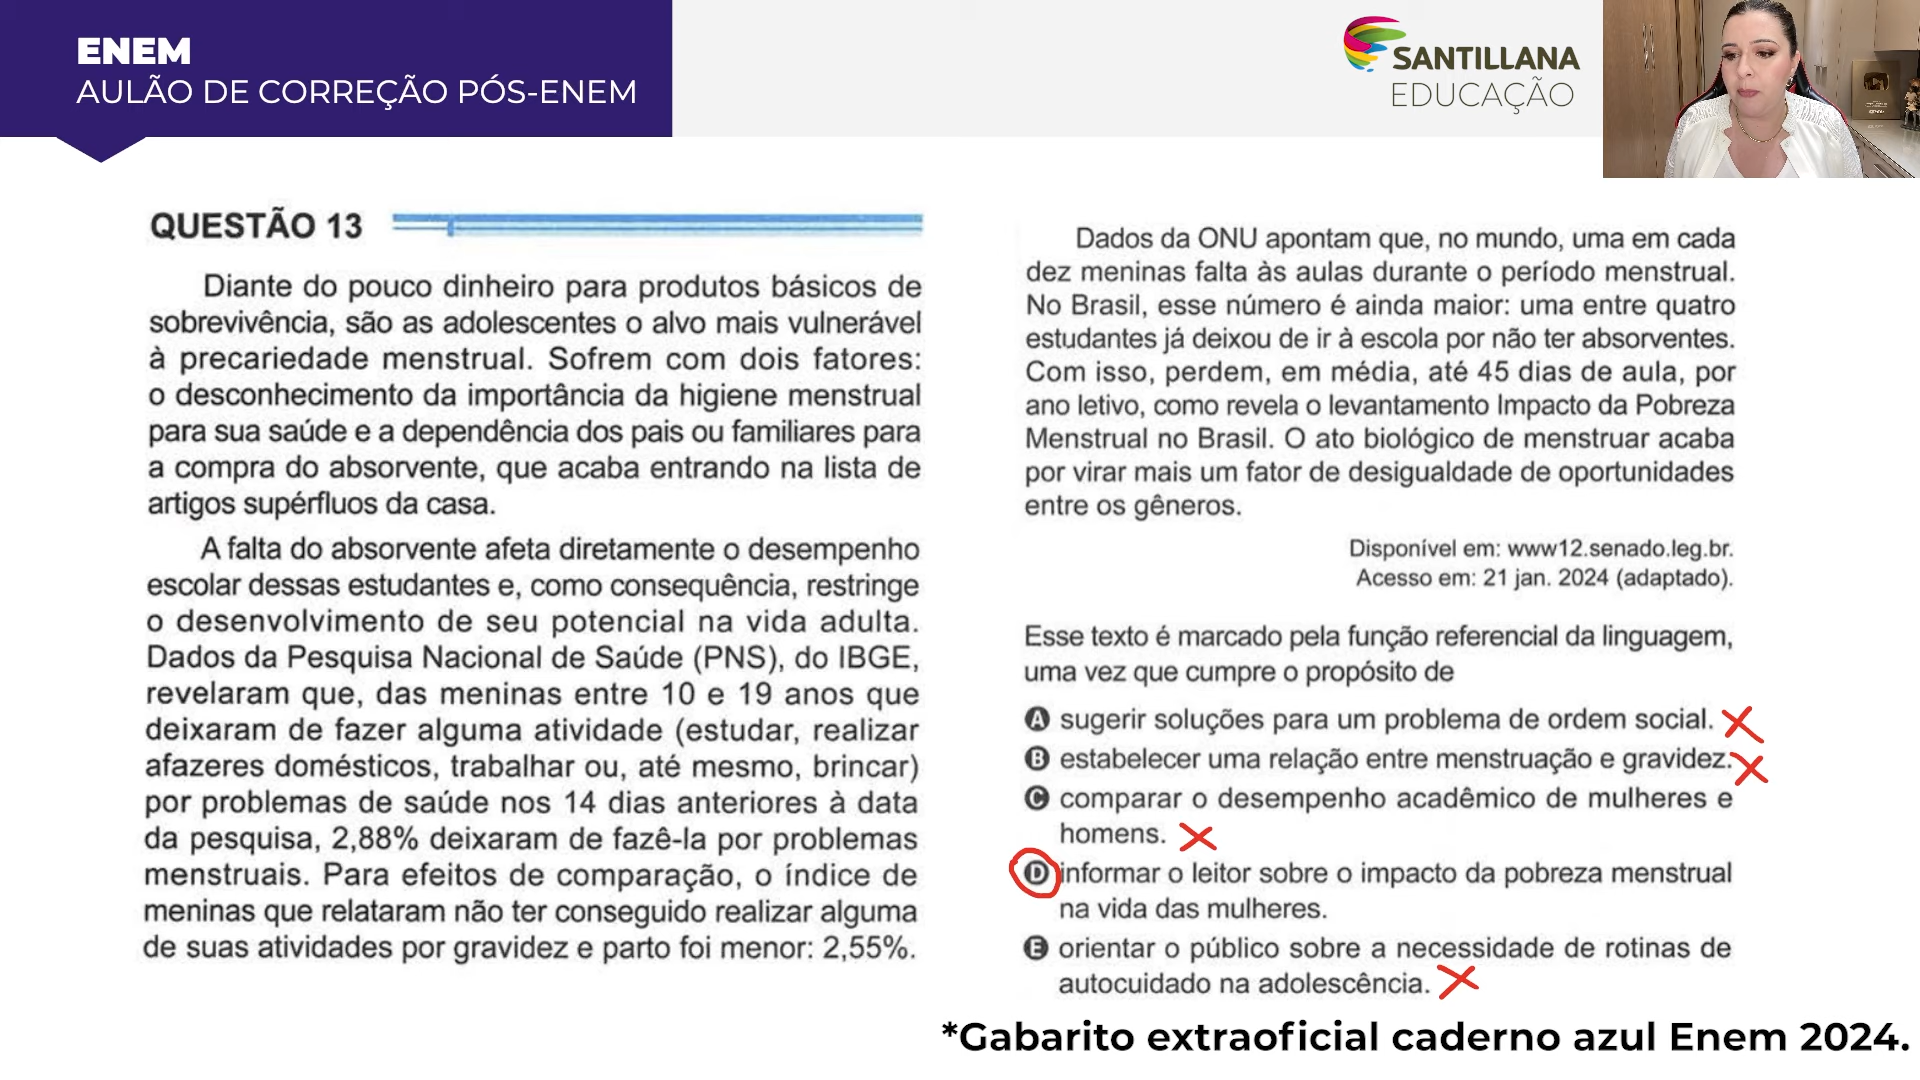 ENEM
AULÃO DE CORREÇÃO PÓS-ENEM
SANTILLANA
EDUCAÇÃO
QUESTÃO 13
Diante do pouco dinheiro para produtos básicos de
sobrevivência, são as adolescentes o alvo mais vulnerável
à precariedade menstrual. Sofrem com dois fatores:
o desconhecimento da importância da higiene menstrual
para sua saúde e a dependência dos pais ou familiares para
a compra do absorvente, que acaba entrando na lista de
artigos supérfluos da casa.
A falta do absorvente afeta diretamente o desempenho
escolar dessas estudantes e, como consequência, restringe
o desenvolvimento de seu potencial na vida adulta.
Dados da Pesquisa Nacional de Saúde (PNS), do IBGE,
revelaram que, das meninas entre 10 e 19 anos que
deixaram de fazer alguma atividade (estudar, realizar
afazeres domésticos, trabalhar ou, até mesmo, brincar)
por problemas de saúde nos 14 dias anteriores à data
da pesquisa, 2,88% deixaram de fazê-la por problemas
menstruais. Para efeitos de comparação, o índice de
meninas que relataram não ter conseguido realizar alguma
de suas atividades por gravidez e parto foi menor: 2,55%.
Dados da ONU apontam que, no mundo, uma em cada
dez meninas falta às aulas durante o período menstrual.
No Brasil, esse número é ainda maior: uma entre quatro
estudantes já deixou de ir à escola por não ter absorventes.
Com isso, perdem, em média, até 45 dias de aula, por
ano letivo, como revela o levantamento Impacto da Pobreza
Menstrual no Brasil. O ato biológico de menstruar acaba
por virar mais um fator de desigualdade de oportunidades
entre os gêneros.
Disponível em: www12.senado.leg.br.
Acesso em: 21 jan. 2024 (adaptado).
Esse texto é marcado pela função referencial da linguagem,
uma vez que cumpre o propósito de
A sugerir soluções para um problema de ordem social.
B estabelecer uma relação entre menstruação e gravidez.
C comparar o desempenho acadêmico de mulheres e
homens.
D informar o leitor sobre o impacto da pobreza menstrual
na vida das mulheres.
E orientar o público sobre a necessidade de rotinas de
autocuidado na adolescência.
*Gabarito extraoficial caderno azul Enem 2024.